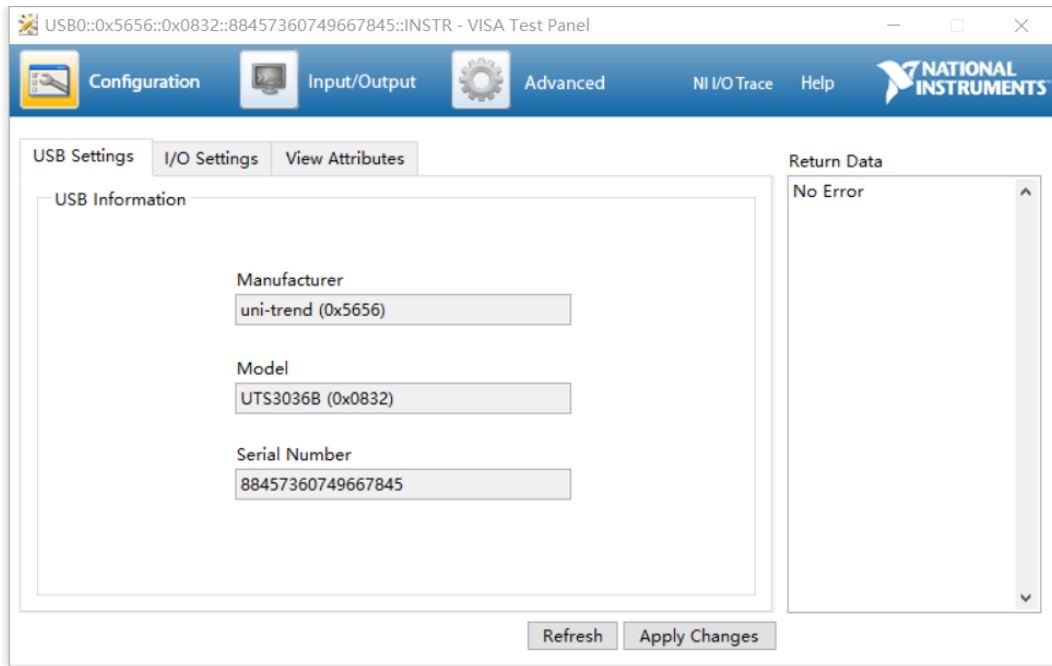 USB0::0x5656::0x0832::88457360749667845::INSTR - VISA Test Panel
Configuration Input/Output Advanced NI I/O Trace Help NATIONAL INSTRUMENTS
USB Settings I/O Settings View Attributes
Return Data
No Error
USB Information
Manufacturer
uni-trend (0x5656)
Model
UTS3036B (0x0832)
Serial Number
88457360749667845
Refresh Apply Changes